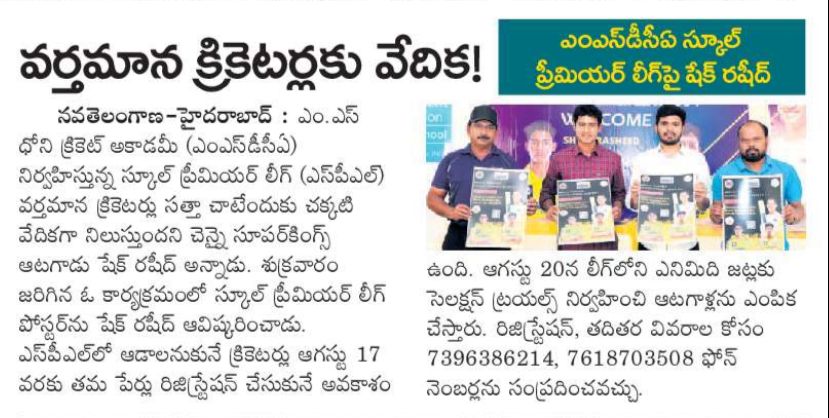 వర్తమాన క్రికెటర్లకు వేదిక!
ఎంఎస్‌డీసీఏ స్కూల్
ప్రీమియర్ లీగ్‌పై షేక్ రషీద్
నవతెలంగాణ-హైదరాబాద్ : ఎం.ఎస్
ధోని క్రికెట్ అకాడమీ (ఎంఎస్‌డీసీఏ)
నిర్వహిస్తున్న స్కూల్ ప్రీమియర్ లీగ్ (ఎస్‌పీఎల్)
వర్తమాన క్రికెటర్లు సత్తా చాటేందుకు చక్కటి
వేదికగా నిలుస్తుందని చెన్నై సూపర్‌కింగ్స్
ఆటగాడు షేక్ రషీద్ అన్నాడు. శుక్రవారం
జరిగిన ఓ కార్యక్రమంలో స్కూల్ ప్రీమియర్ లీగ్
పోస్టర్‌ను షేక్ రషీద్ ఆవిష్కరించాడు.
ఎస్‌పీఎల్‌లో ఆడాలనుకునే క్రికెటర్లు ఆగస్టు 17
వరకు తమ పేర్లు రిజిస్ట్రేషన్ చేసుకునే అవకాశం
WELCOME
ఉంది. ఆగస్టు 20న లీగ్‌లోని ఎనిమిది జట్లకు
సెలక్షన్ ట్రయల్స్ నిర్వహించి ఆటగాళ్లను ఎంపిక
చేస్తారు. రిజిస్ట్రేషన్, తదితర వివరాల కోసం
7396386214, 7618703508 ఫోన్
నెంబర్లను సంప్రదించవచ్చు.